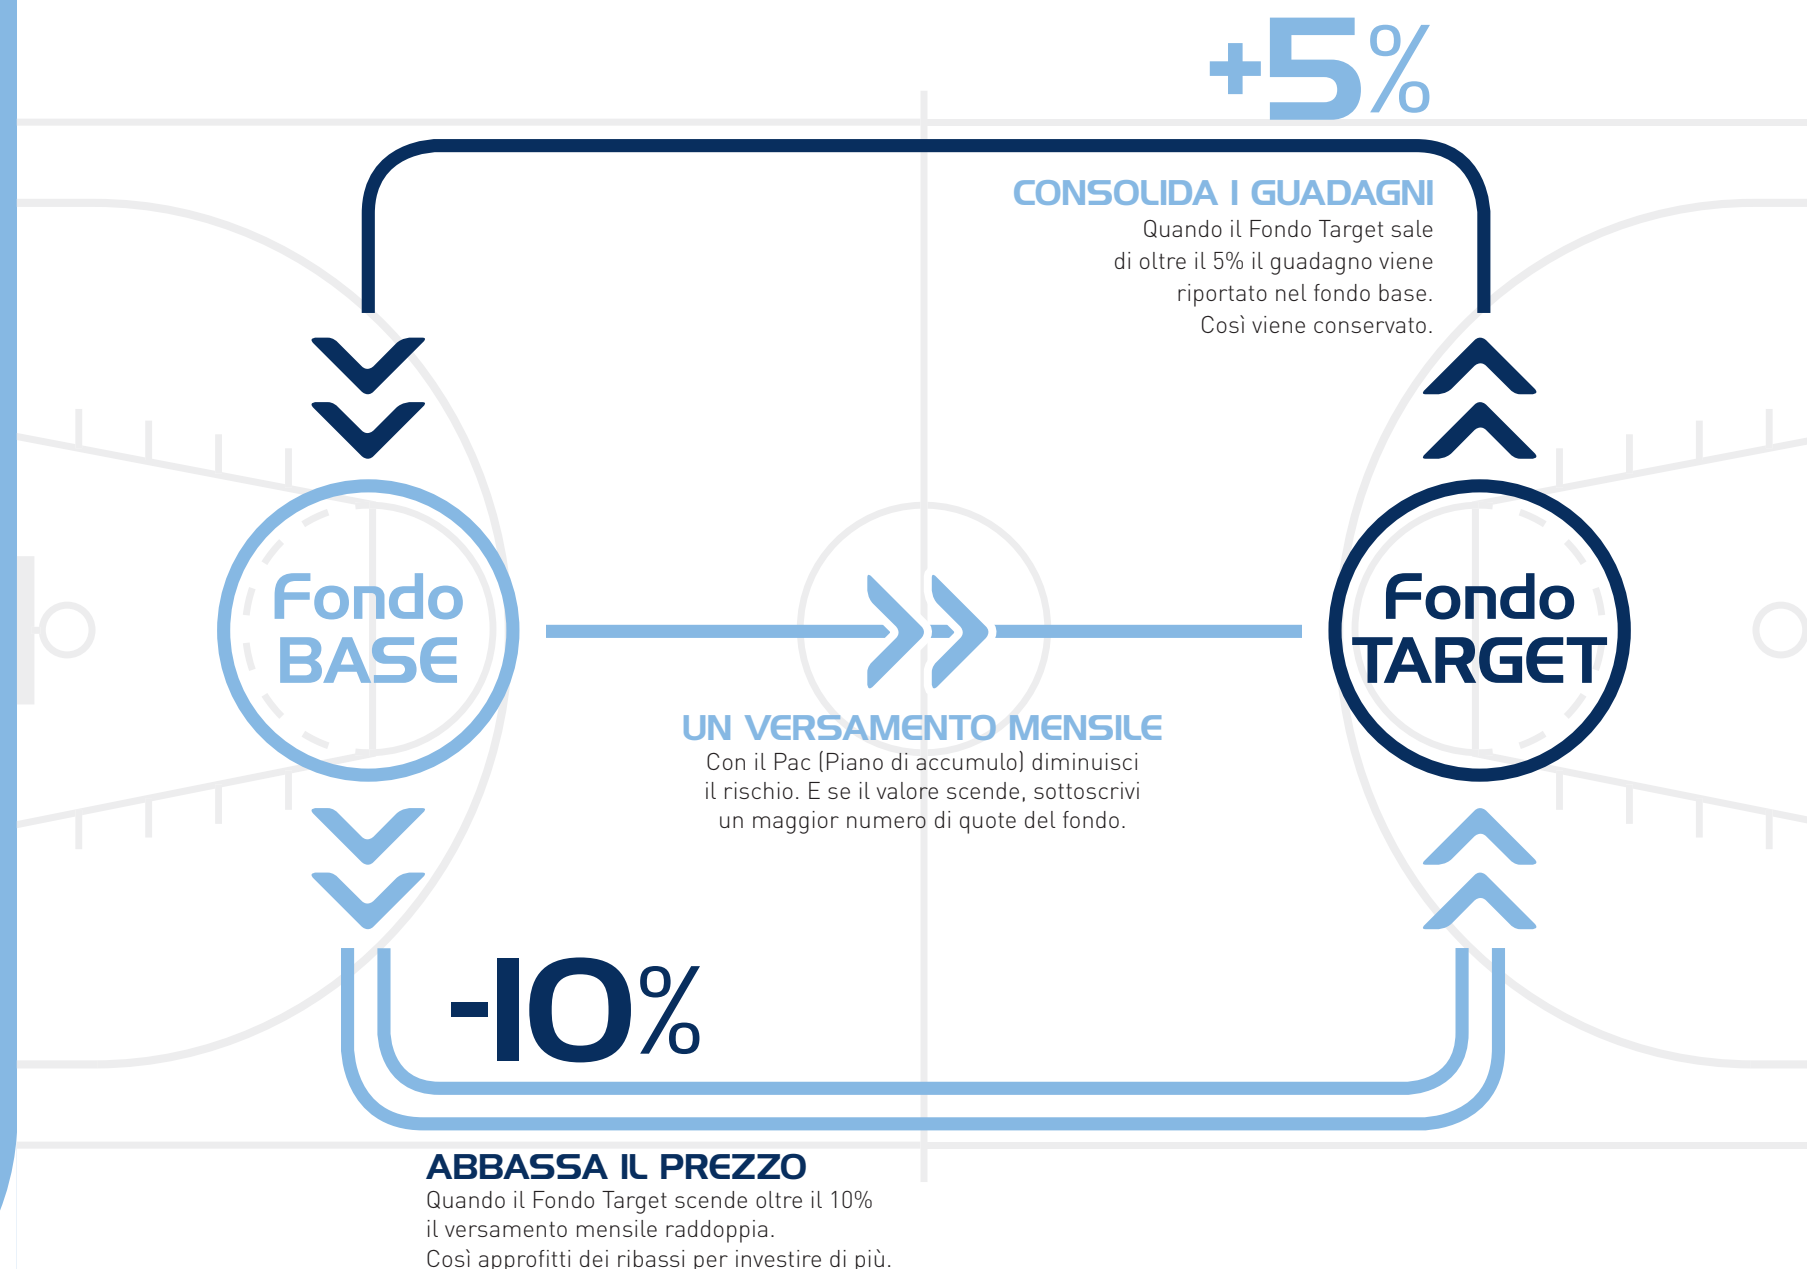 +5%
CONSOLIDA I GUADAGNI
Quando il Fondo Target sale
di oltre il 5% il guadagno viene
riportato nel fondo base.
Così viene conservato.
Fondo
BASE
Fondo
TARGET
UN VERSAMENTO MENSILE
Con il Pac (Piano di accumulo) diminuisci
il rischio. E se il valore scende, sottoscrivi
un maggior numero di quote del fondo.
-10%
ABBASSA IL PREZZO
Quando il Fondo Target scende oltre il 10%
il versamento mensile raddoppia.
Così approfitti dei ribassi per investire di più.